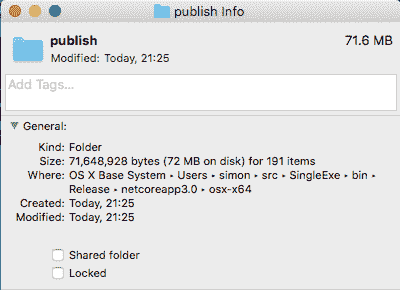 publish Info
publish 71.6 MB
Modified: Today, 21:25
Add Tags...
General:
Kind: Folder
Size: 71,648,928 bytes (72 MB on disk) for 191 items
Where: OS X Base System ▸ Users ▸ simon ▸ src ▸ SingleExe ▸ bin ▸
Release ▸ netcoreapp3.0 ▸ osx-x64
Created: Today, 21:25
Modified: Today, 21:25
Shared folder
Locked